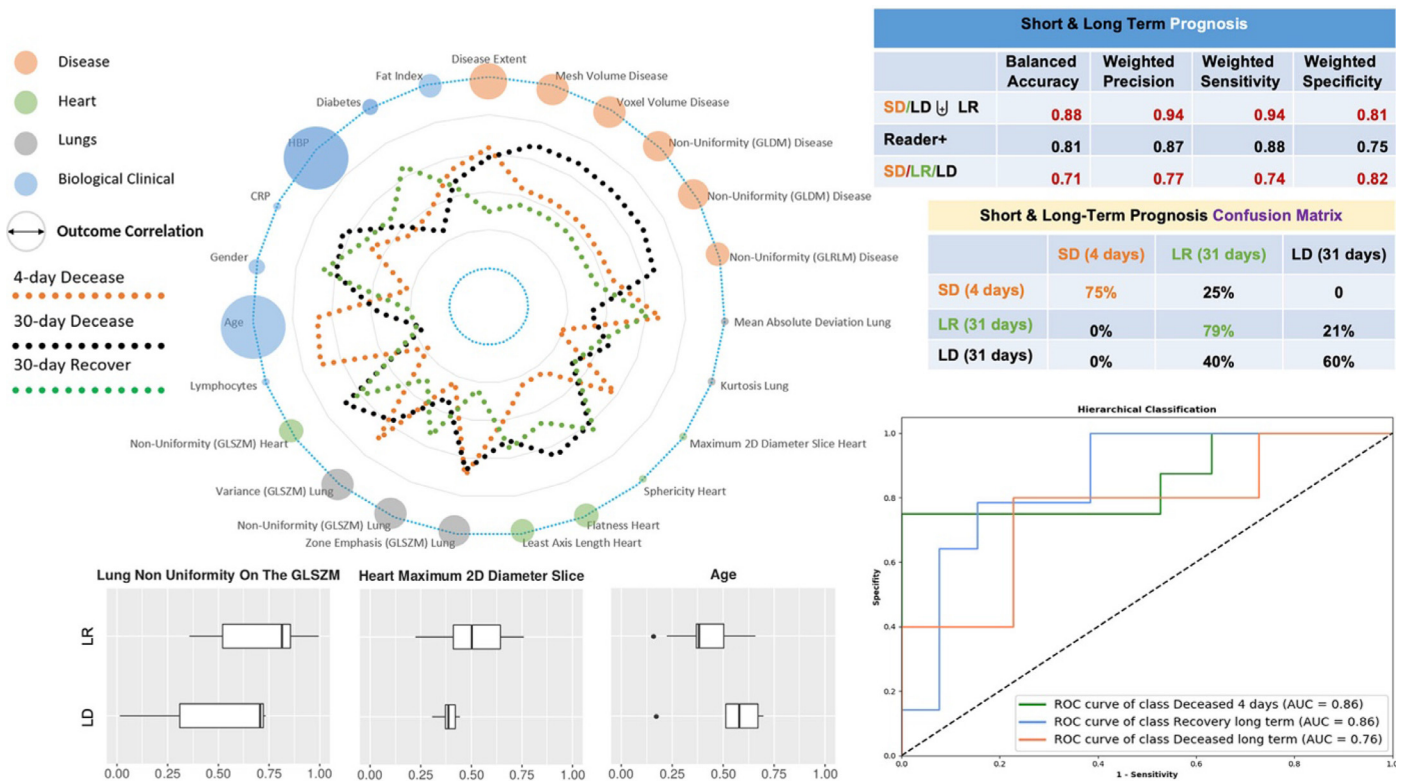 Disease
Heart
Lungs
Biological Clinical
Outcome Correlation
4-day Decease
30-day Decease
30-day Recover
Disease Extent
Mesh Volume Disease
Voxel Volume Disease
Non-Uniformity (GLDM) Disease
Non-Uniformity (GLDM) Disease
Non-Uniformity (GLRLM) Disease
Mean Absolute Deviation Lung
Kurtosis Lung
Maximum 2D Diameter Slice Heart
Sphericity Heart
Flatness Heart
Least Axis Length Heart
Zone Emphasis (GLSZM) Lung
Non-Uniformity (GLSZM) Lung
Variance (GLSZM) Lung
Non-Uniformity (GLSZM) Heart
Lymphocytes
Age
Gender
CRP
HBP
Diabetes
Fat Index
Short & Long Term Prognosis
Balanced Accuracy Weighted Precision Weighted Sensitivity Weighted Specificity
SD/LD ⊎ LR 0.88 0.94 0.94 0.81
Reader+ 0.81 0.87 0.88 0.75
SD/LR/LD 0.71 0.77 0.74 0.82
Short & Long-Term Prognosis Confusion Matrix
SD (4 days) LR (31 days) LD (31 days)
SD (4 days) 75% 25% 0
LR (31 days) 0% 79% 21%
LD (31 days) 0% 40% 60%
Lung Non Uniformity On The GLSZM
Heart Maximum 2D Diameter Slice
Age
LR
LD
0.00 0.25 0.50 0.75 1.00
0.00 0.25 0.50 0.75 1.00
0.00 0.25 0.50 0.75 1.00
Hierarchical Classification
Specifity
1.0
0.8
0.6
0.4
0.2
0.0
ROC curve of class Deceased 4 days (AUC = 0.86)
ROC curve of class Recovery long term (AUC = 0.86)
ROC curve of class Deceased long term (AUC = 0.76)
0.0 0.2 0.4 0.6 0.8 1.0
1 - Sensitivity